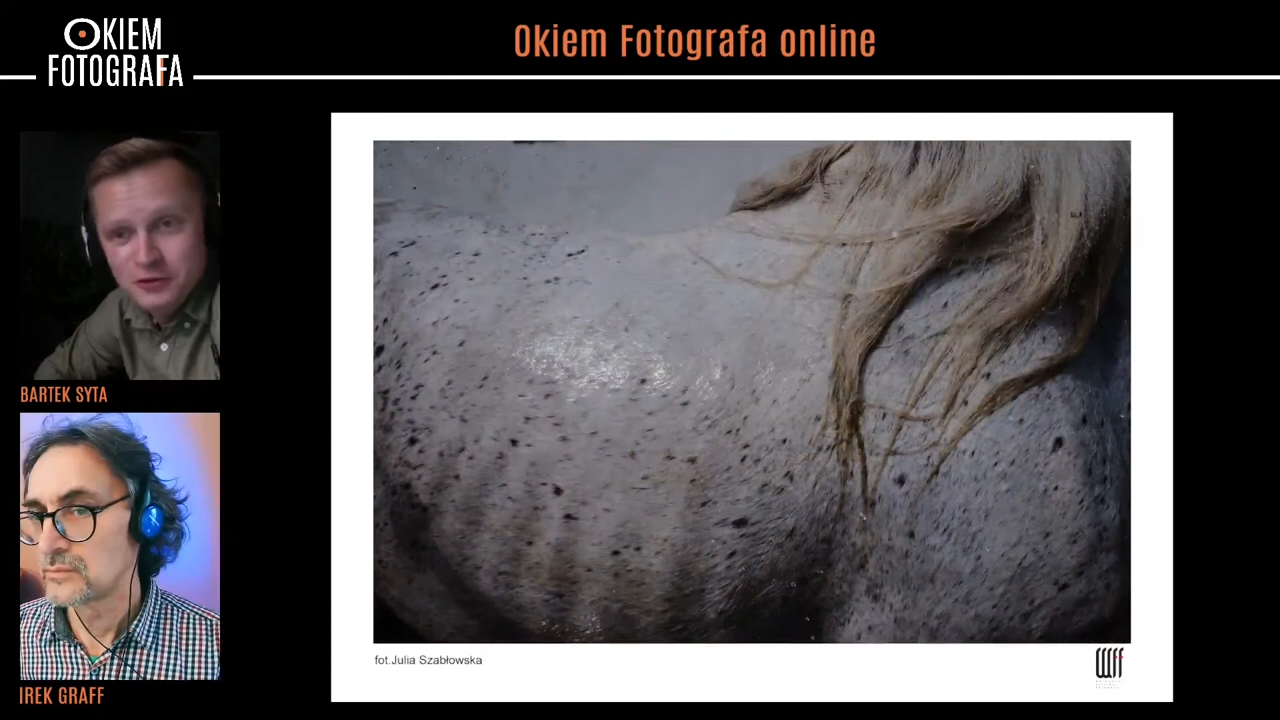 OKIEM
FOTOGRAFA
Okiem Fotografa online
BARTEK SYTA
IREK GRAFF
fot.Julia Szabłowska